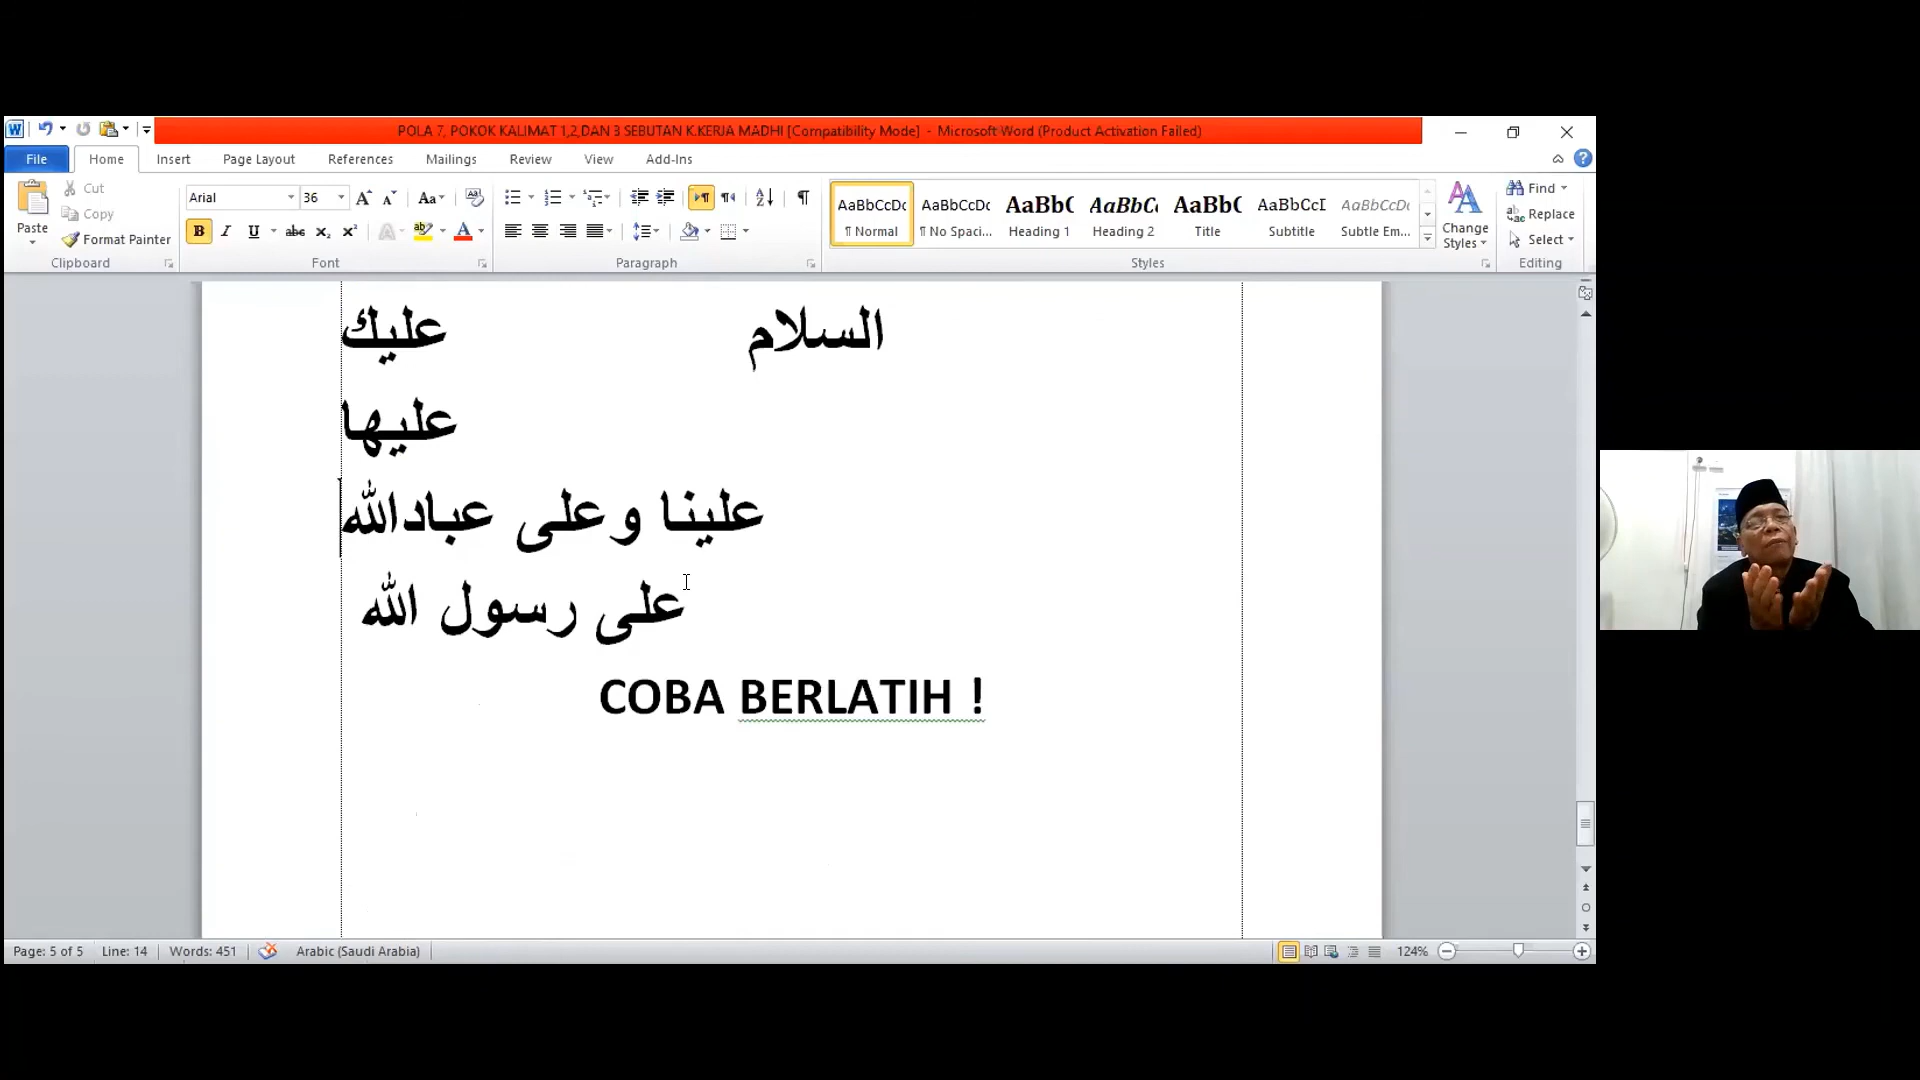 POLA 7, POKOK KALIMAT 1,2,DAN 3 SEBUTAN K.KERJA MADHI [Compatibility Mode] - Microsoft Word (Product Activation Failed)
File Home Insert Page Layout References Mailings Review View Add-Ins
Paste
Cut
Copy
Format Painter
Clipboard
Arial 36
Font
Paragraph
AaBbCcDc AaBbCcDc AaBbC AaBbCc AaBbC AaBbCcI AaBbCcDc
¶ Normal ¶ No Spaci... Heading 1 Heading 2 Title Subtitle Subtle Em...
Styles
Change Styles
Find
Replace
Select
Editing
السلام عليك
عليها
علينا وعلى عبادالله
على رسول الله
COBA BERLATIH !
Page: 5 of 5 Line: 14 Words: 451 Arabic (Saudi Arabia) 124%